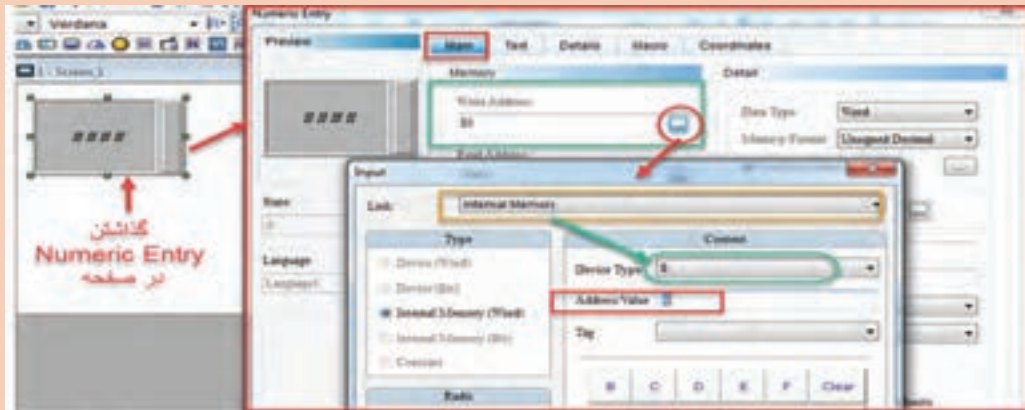 Verdana
1 - Screen_1
####
گذاشتن
Numeric Entry
در صفحه
Numeric Entry
Preview
####
Main
Text
Details
Macro
Coordinates
Memory
Write Address
Detail
Data Type
Word
Memory Format
Unsigned Decimal
Name
Language
Input
Link
Internal Memory
Type
Device (Word)
Device (Bit)
Internal Memory (Word)
Internal Memory (Bit)
Constant
Radix
Content
Device Type
Address/Value
Tag
B C D E F Clear